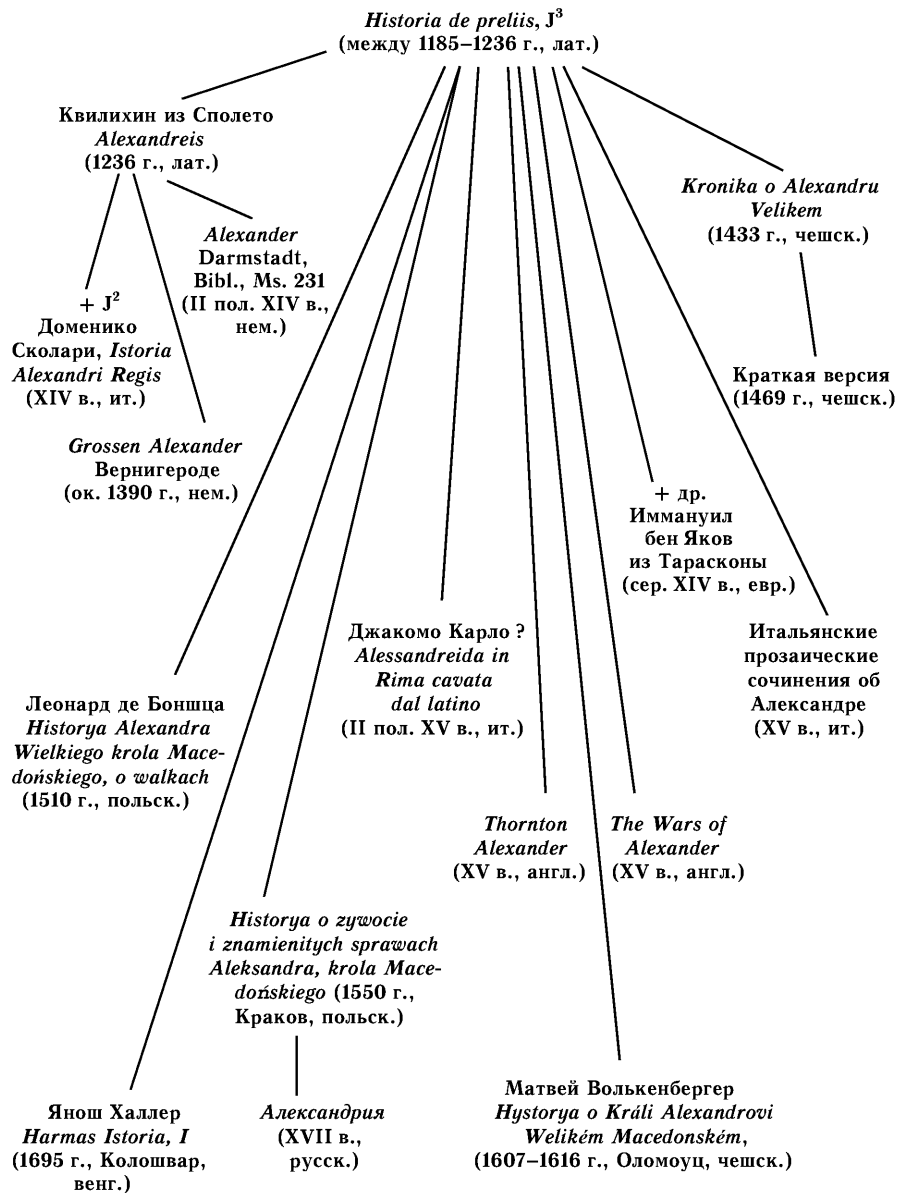 Historia de preliis, J³
(между 1185–1236 г., лат.)
Квилихин из Сполето
Alexandreis
(1236 г., лат.)
Kronika o Alexandru
Velikem
(1433 г., чешск.)
Alexander
Darmstadt,
Bibl., Ms. 231
(II пол. XIV в.,
нем.)
+ J²
Доменико
Сколари, Istoria
Alexandri Regis
(XIV в., ит.)
Краткая версия
(1469 г., чешск.)
Grossen Alexander
Вернигероде
(ок. 1390 г., нем.)
+ др.
Иммануил
бен Яков
из Тарасконы
(сер. XIV в., евр.)
Джакомо Карло ?
Alessandreida in
Rima cavata
dal latino
(II пол. XV в., ит.)
Итальянские
прозаические
сочинения об
Александре
(XV в., ит.)
Леонард де Боншца
Historya Alexandra
Wielkiego krola Mace-
dońskiego, o walkach
(1510 г., польск.)
Thornton
Alexander
(XV в., англ.)
The Wars of
Alexander
(XV в., англ.)
Historya o zywocie
i znamienitych sprawach
Aleksandra, krola Mace-
dońskiego (1550 г.,
Краков, польск.)
Янош Халлер
Harmas Istoria, I
(1695 г., Колошвар,
венг.)
Александрия
(XVII в.,
русск.)
Матвей Волькенбергер
Hystorya o Králi Alexandrovi
Welikém Macedonském,
(1607–1616 г., Оломоуц, чешск.)